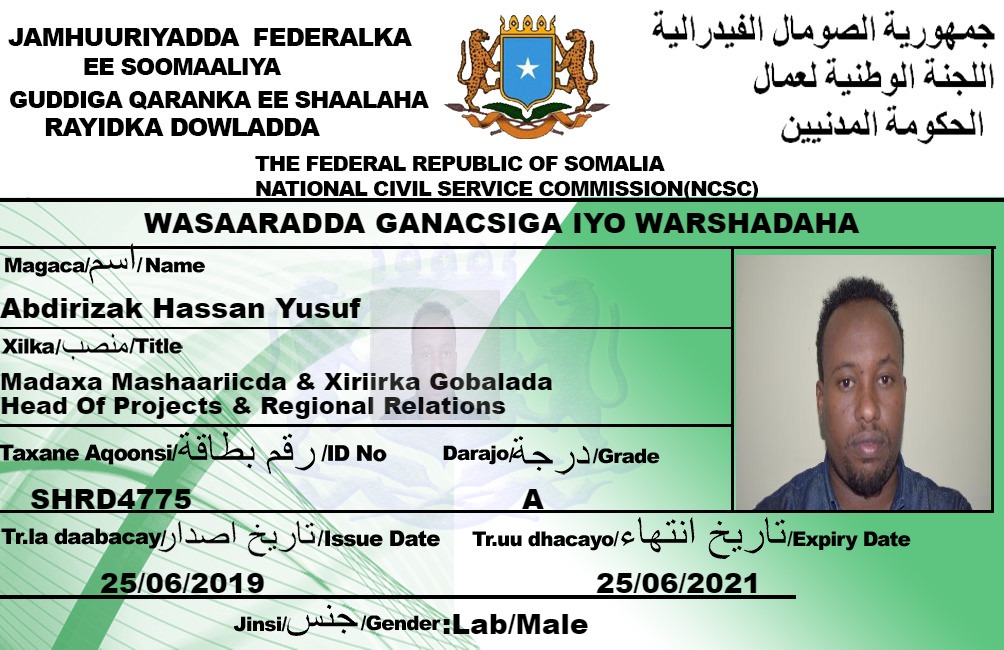 JAMHUURIYADDA FEDERALKA
EE SOOMAALIYA
GUDDIGA QARANKA EE SHAALAHA
RAYIDKA DOWLADDA
جمهورية الصومال الفيدرالية
اللجنة الوطنية لعمال
الحكومة المدنيين
THE FEDERAL REPUBLIC OF SOMALIA
NATIONAL CIVIL SERVICE COMMISSION(NCSC)
WASAARADDA GANACSIGA IYO WARSHADAHA
Magaca/اسم/Name
Abdirizak Hassan Yusuf
Xilka/منصب/Title
Madaxa Mashaariicda & Xiriirka Gobalada
Head Of Projects & Regional Relations
Taxane Aqoonsi/رقم بطاقة/ID No
Darajo/درجة/Grade
SHRD4775
A
Tr.la daabacay/تاريخ اصدار/Issue Date
Tr.uu dhacayo/تاريخ انتهاء/Expiry Date
25/06/2019
25/06/2021
Jinsi/جنس/Gender:Lab/Male